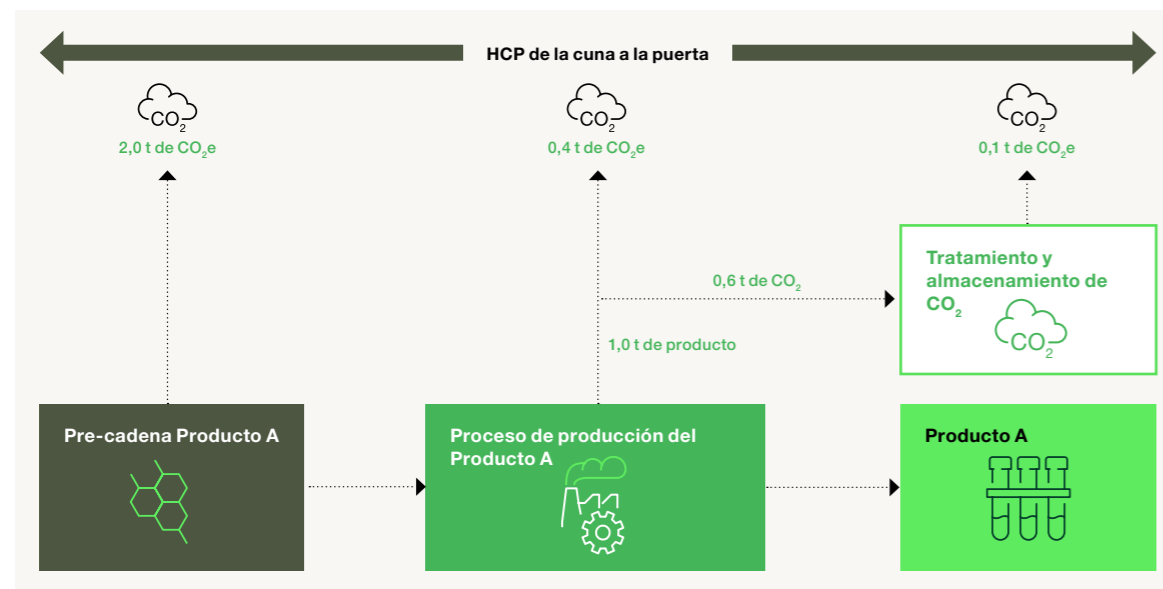 HCP de la cuna a la puerta
CO₂
2,0 t de CO₂e
CO₂
0,4 t de CO₂e
CO₂
0,1 t de CO₂e
Tratamiento y
almacenamiento de
CO₂
CO₂
0,6 t de CO₂
1,0 t de producto
Pre-cadena Producto A
Proceso de producción del
Producto A
Producto A